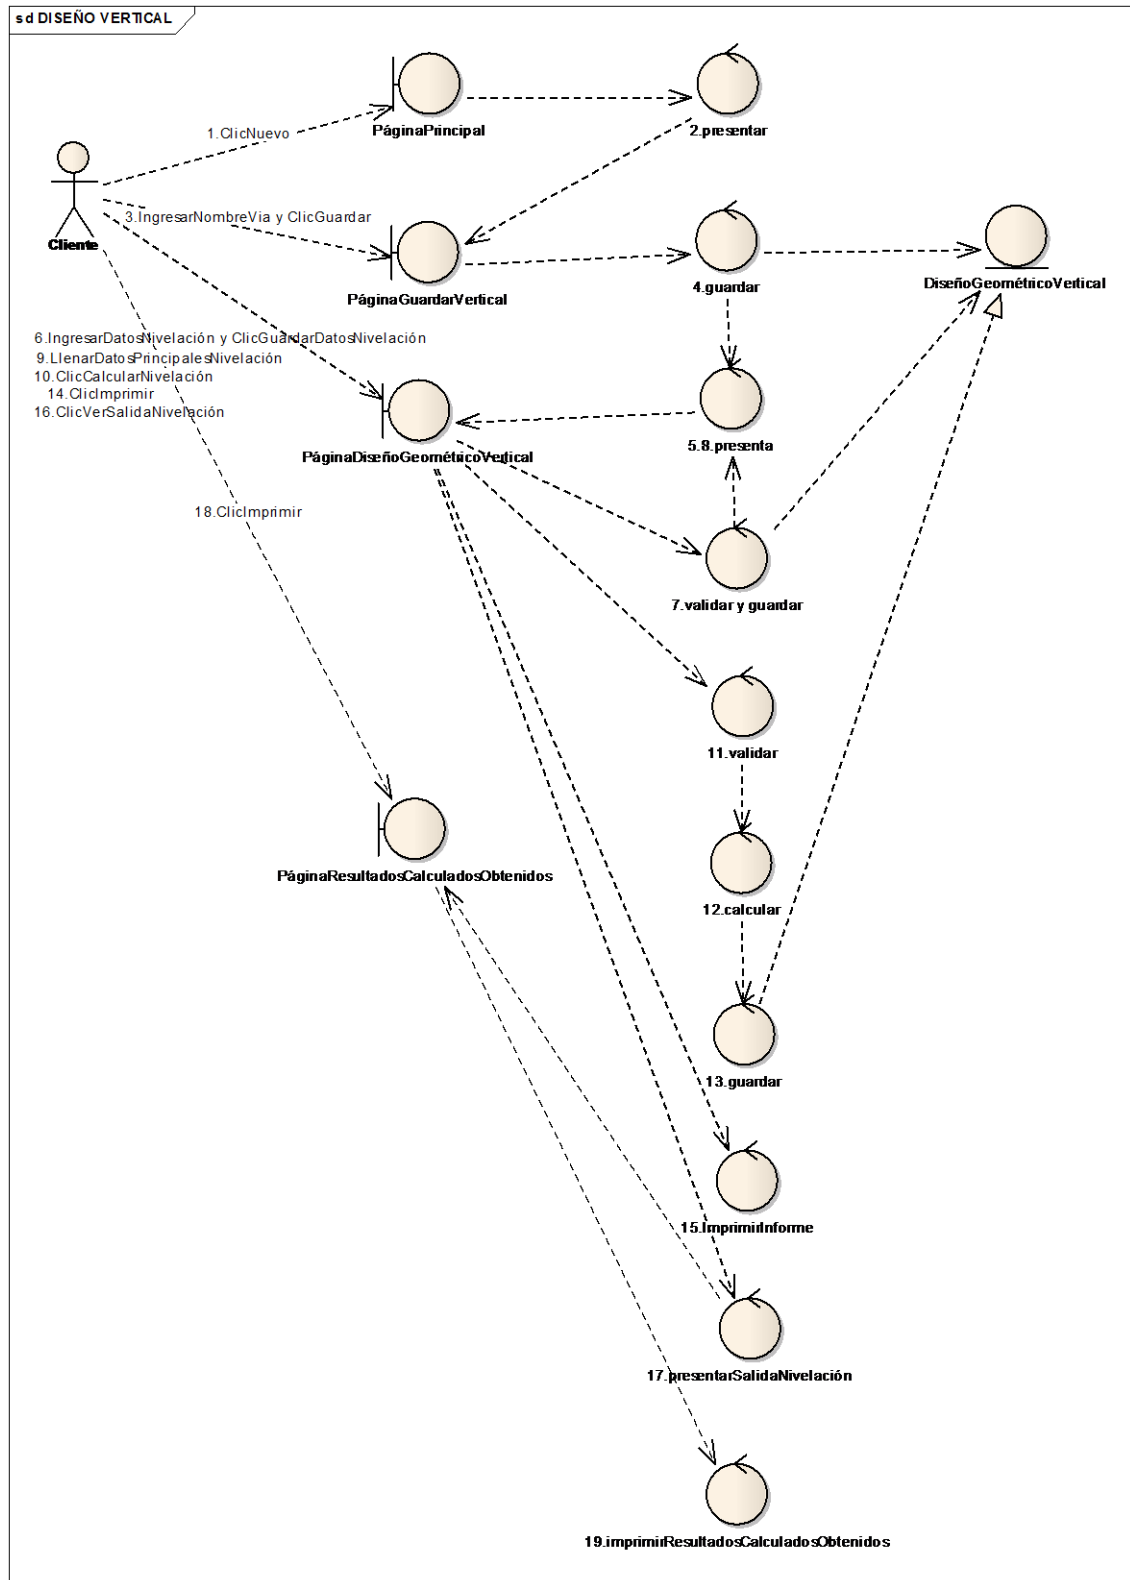 sd DISEÑO VERTICAL
1.ClicNuevo
PáginaPrincipal
2.presentar
Cliente
3.IngresarNombreVia y ClicGuardar
PáginaGuardarVertical
4.guardar
DiseñoGeométricoVertical
6.IngresarDatosNivelación y ClicGuardarDatosNivelación
9.LlenarDatosPrincipalesNivelación
10.ClicCalcularNivelación
14.ClicImprimir
16.ClicVerSalidaNivelación
PáginaDiseñoGeométricoVertical
5.8.presenta
18.ClicImprimir
7.validar y guardar
11.validar
PáginaResultadosCalculadosObtenidos
12.calcular
13.guardar
15.ImprimirInforme
17.presentarSalidaNivelación
19.imprimirResultadosCalculadosObtenidos